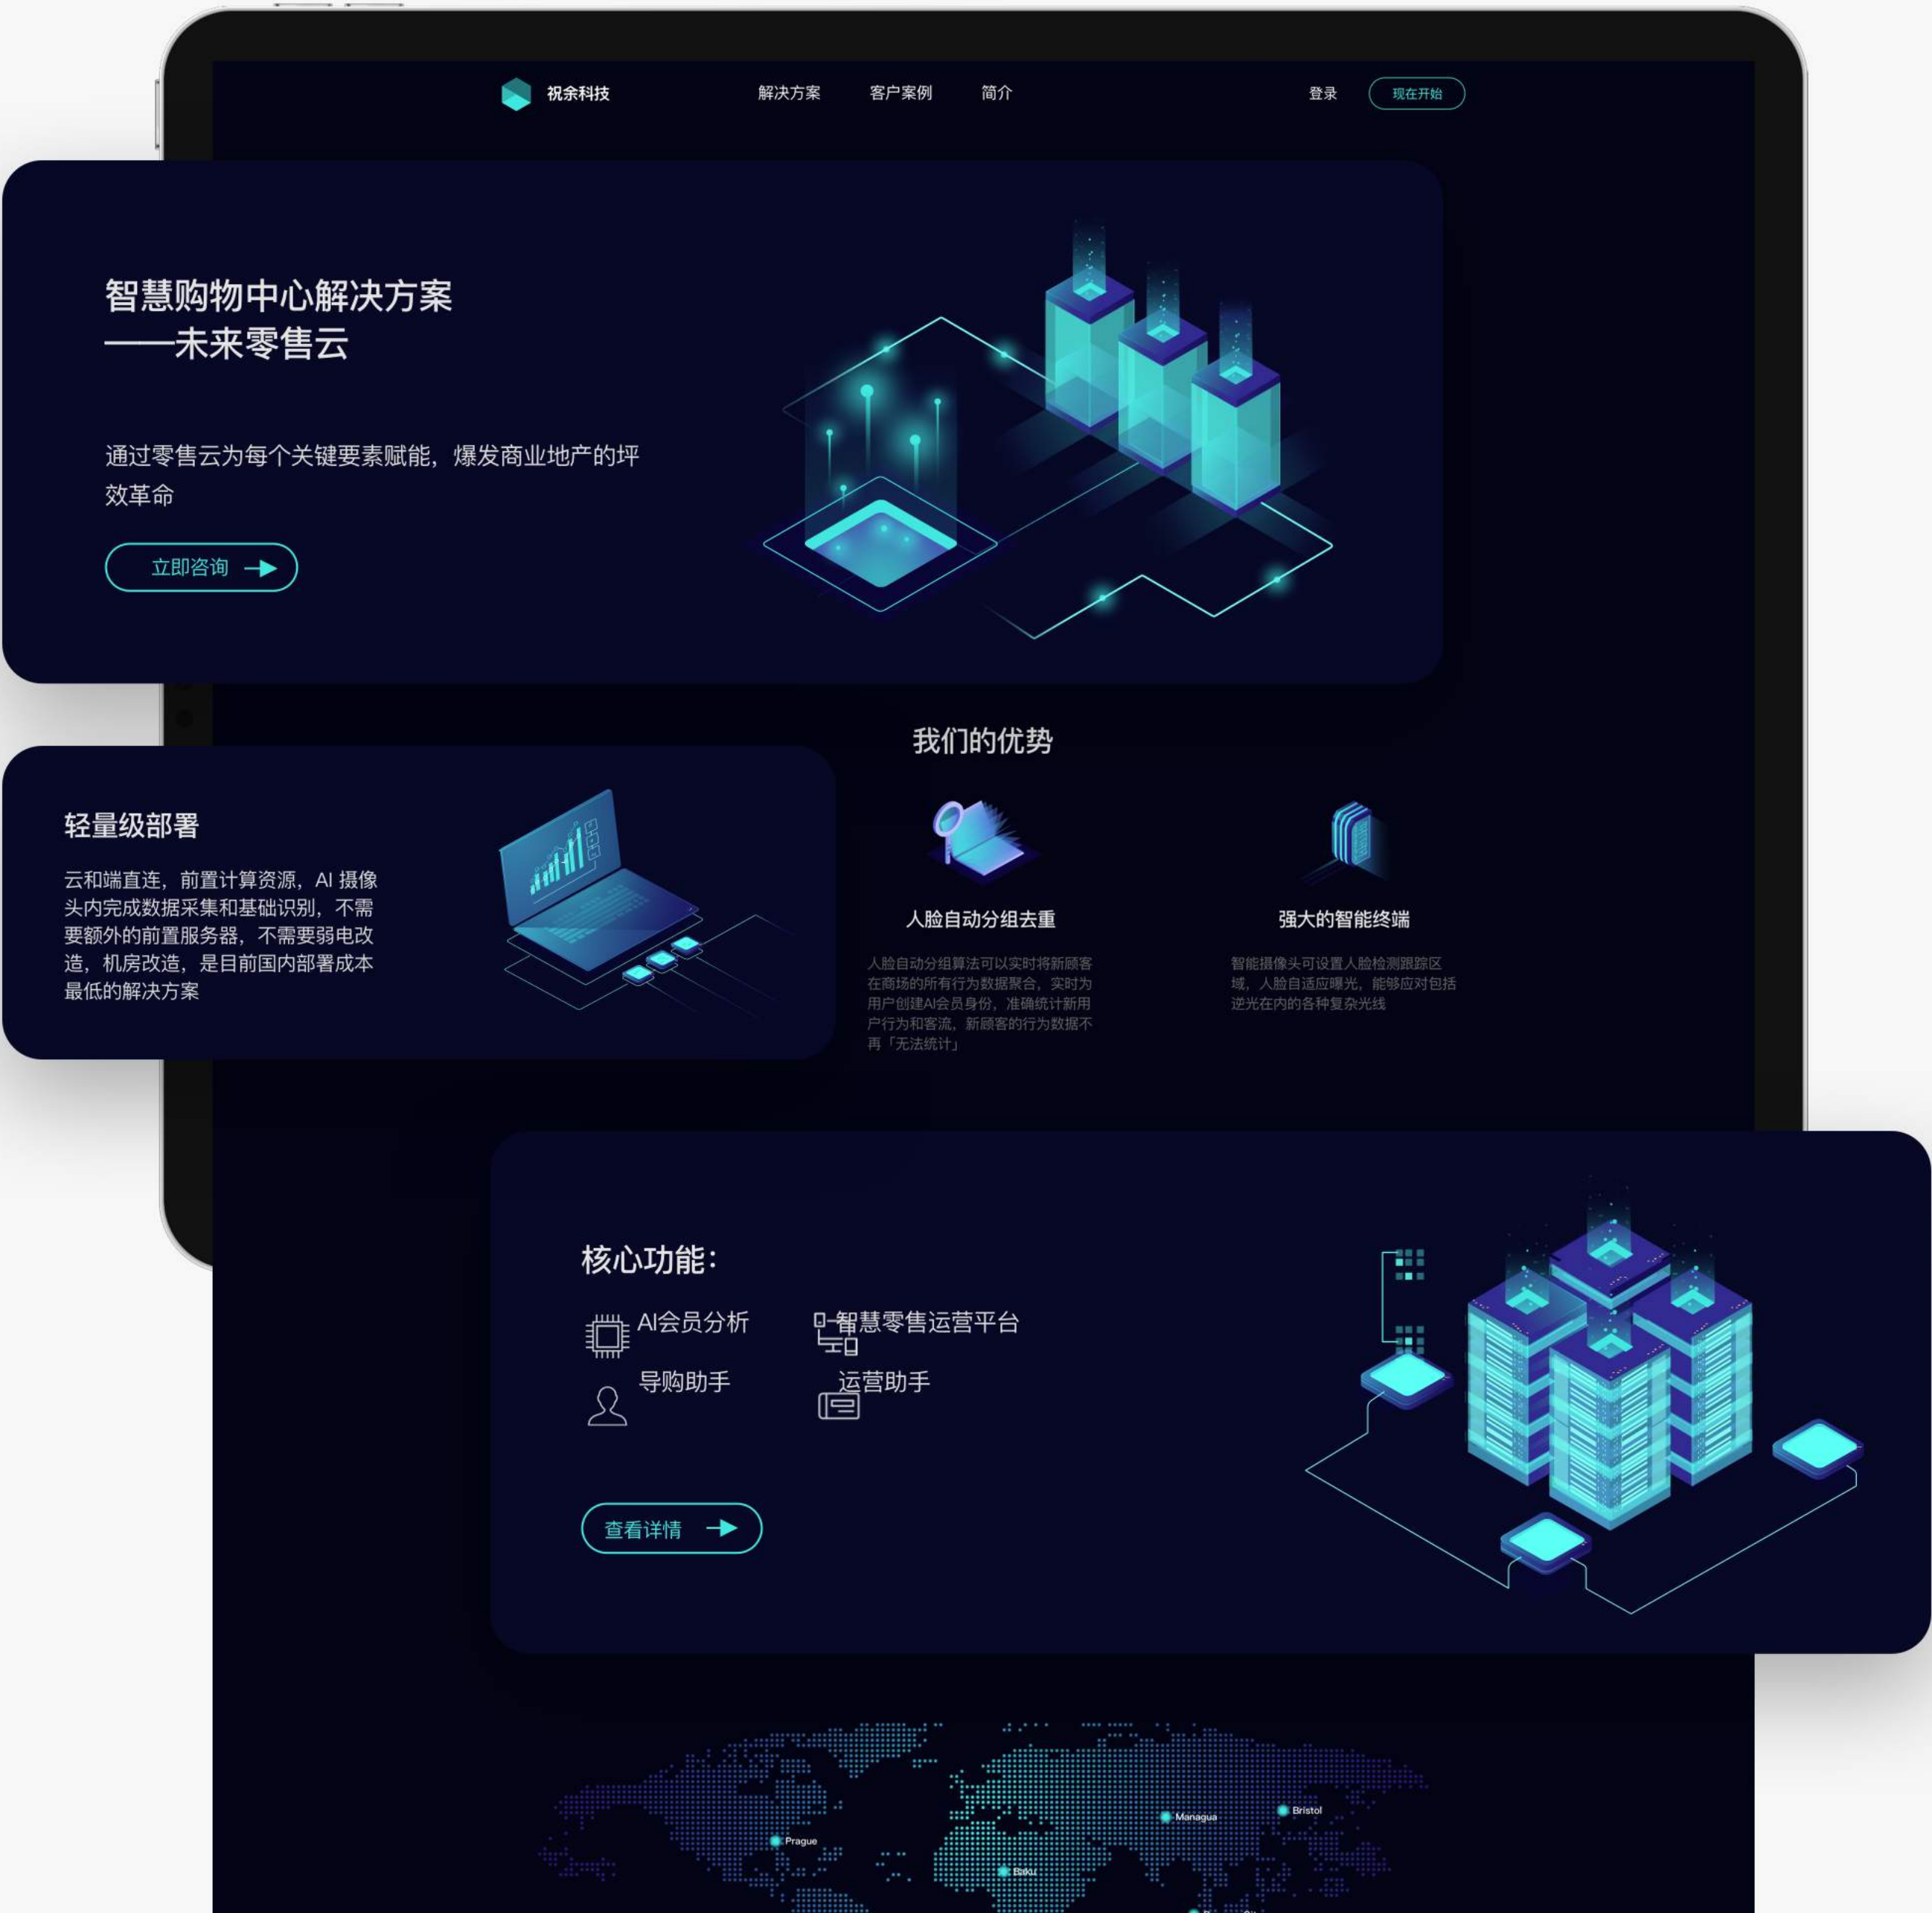 祝余科技
解决方案
客户案例
简介
登录
现在开始
智慧购物中心解决方案
——未来零售云
通过零售云为每个关键要素赋能，爆发商业地产的坪
效革命
立即咨询
我们的优势
轻量级部署
云和端直连，前置计算资源，AI 摄像
头内完成数据采集和基础识别，不需
要额外的前置服务器，不需要弱电改
造，机房改造，是目前国内部署成本
最低的解决方案
人脸自动分组去重
人脸自动分组算法可以实时将新顾客
在商场的所有行为数据聚合，实时为
用户创建AI会员身份，准确统计新用
户行为和客流，新顾客的行为数据不
再「无法统计」
强大的智能终端
智能摄像头可设置人脸检测跟踪区
域，人脸自适应曝光，能够应对包括
逆光在内的各种复杂光线
核心功能：
AI会员分析
智慧零售运营平台
导购助手
运营助手
查看详情
Managua
Bristol
Prague
Baku